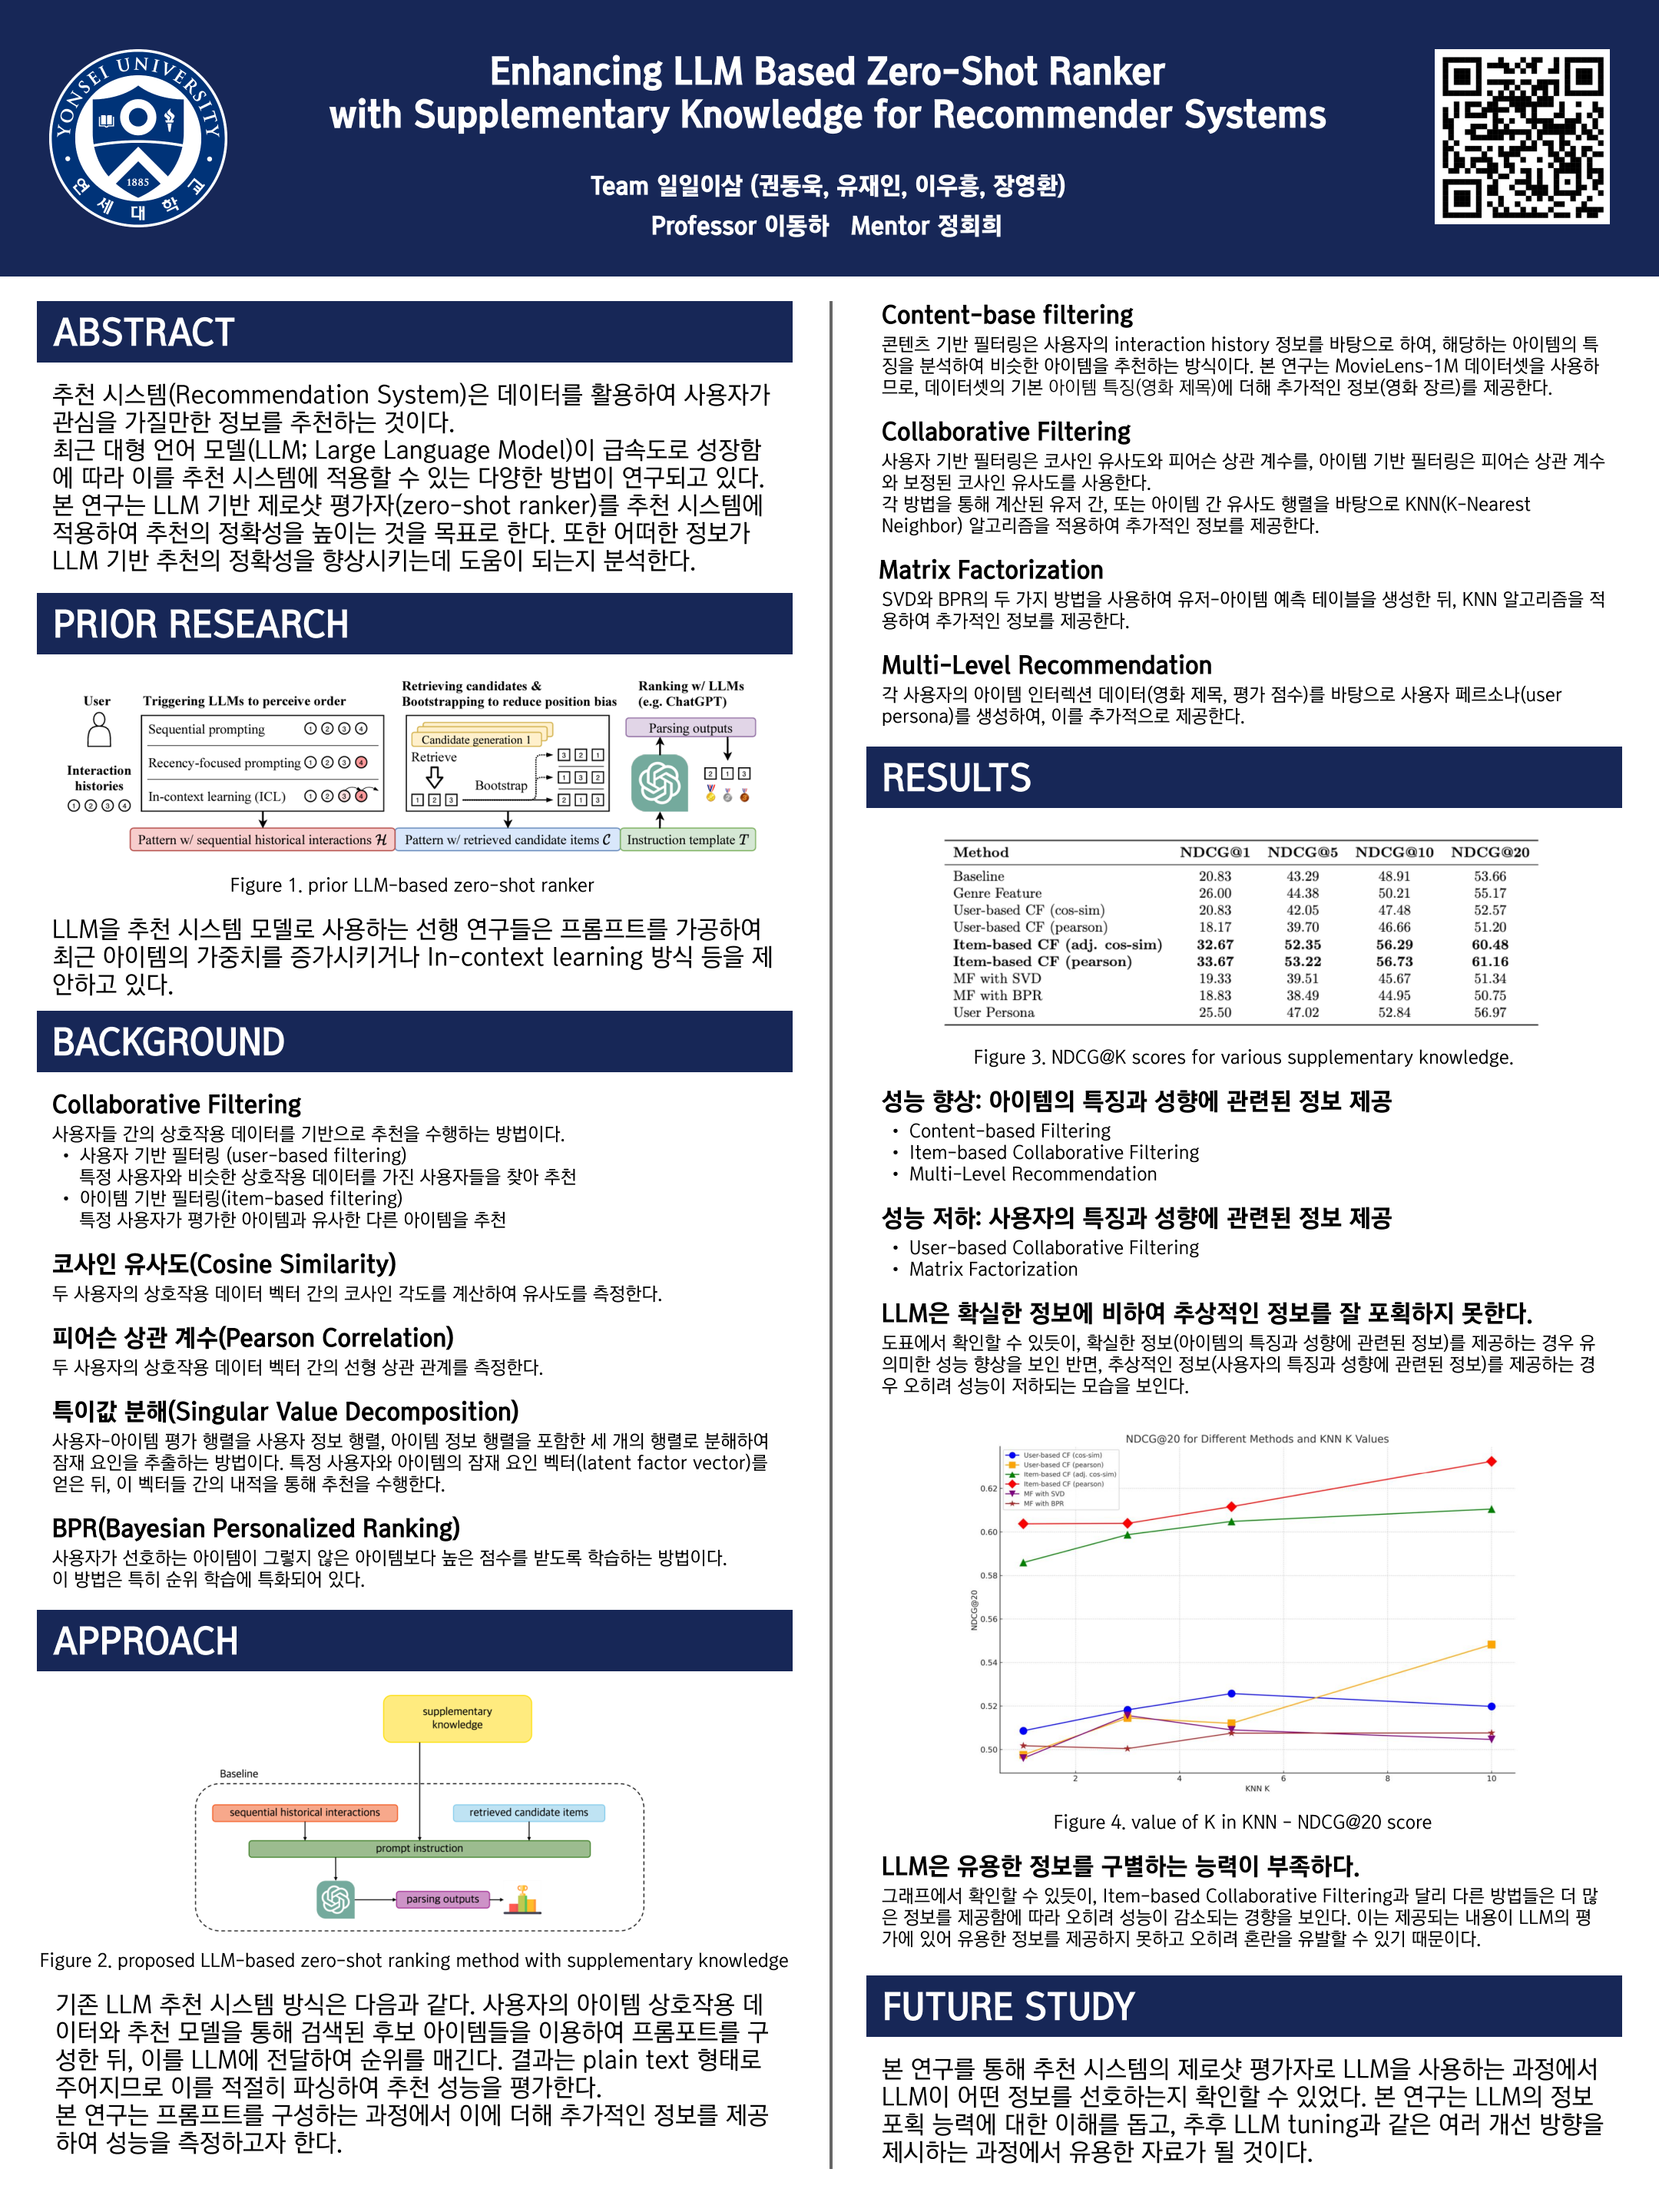 YONSEI UNIVERSITY
1885
연세대학교
Enhancing LLM Based Zero-Shot Ranker
with Supplementary Knowledge for Recommender Systems
Team 일일이삼 (권동욱, 유재인, 이우흥, 장영환)
Professor 이동하 Mentor 정회희
ABSTRACT
추천 시스템(Recommendation System)은 데이터를 활용하여 사용자가
관심을 가질만한 정보를 추천하는 것이다.
최근 대형 언어 모델(LLM; Large Language Model)이 급속도로 성장함
에 따라 이를 추천 시스템에 적용할 수 있는 다양한 방법이 연구되고 있다.
본 연구는 LLM 기반 제로샷 평가자(zero-shot ranker)를 추천 시스템에
적용하여 추천의 정확성을 높이는 것을 목표로 한다. 또한 어떠한 정보가
LLM 기반 추천의 정확성을 향상시키는데 도움이 되는지 분석한다.
PRIOR RESEARCH
User
Interaction
histories
1 2 3 4
Triggering LLMs to perceive order
Sequential prompting 1 2 3 4
Recency-focused prompting 1 2 3 4
In-context learning (ICL) 1 2 3 4
Pattern w/ sequential historical interactions H
Retrieving candidates &
Bootstrapping to reduce position bias
Candidate generation 1
Retrieve
Bootstrap
1 2 3
3 2 1
1 3 2
2 1 3
Pattern w/ retrieved candidate items C
Ranking w/ LLMs
(e.g. ChatGPT)
Parsing outputs
2 1 3
Instruction template T
Figure 1. prior LLM-based zero-shot ranker
LLM을 추천 시스템 모델로 사용하는 선행 연구들은 프롬프트를 가공하여
최근 아이템의 가중치를 증가시키거나 In-context learning 방식 등을 제
안하고 있다.
BACKGROUND
Collaborative Filtering
사용자들 간의 상호작용 데이터를 기반으로 추천을 수행하는 방법이다.
• 사용자 기반 필터링 (user-based filtering)
특정 사용자와 비슷한 상호작용 데이터를 가진 사용자들을 찾아 추천
• 아이템 기반 필터링(item-based filtering)
특정 사용자가 평가한 아이템과 유사한 다른 아이템을 추천
코사인 유사도(Cosine Similarity)
두 사용자의 상호작용 데이터 벡터 간의 코사인 각도를 계산하여 유사도를 측정한다.
피어슨 상관 계수(Pearson Correlation)
두 사용자의 상호작용 데이터 벡터 간의 선형 상관 관계를 측정한다.
특이값 분해(Singular Value Decomposition)
사용자-아이템 평가 행렬을 사용자 정보 행렬, 아이템 정보 행렬을 포함한 세 개의 행렬로 분해하여
잠재 요인을 추출하는 방법이다. 특정 사용자와 아이템의 잠재 요인 벡터(latent factor vector)를
얻은 뒤, 이 벡터들 간의 내적을 통해 추천을 수행한다.
BPR(Bayesian Personalized Ranking)
사용자가 선호하는 아이템이 그렇지 않은 아이템보다 높은 점수를 받도록 학습하는 방법이다.
이 방법은 특히 순위 학습에 특화되어 있다.
APPROACH
supplementary
knowledge
Baseline
sequential historical interactions
retrieved candidate items
prompt instruction
parsing outputs
Figure 2. proposed LLM-based zero-shot ranking method with supplementary knowledge
기존 LLM 추천 시스템 방식은 다음과 같다. 사용자의 아이템 상호작용 데
이터와 추천 모델을 통해 검색된 후보 아이템들을 이용하여 프롬포트를 구
성한 뒤, 이를 LLM에 전달하여 순위를 매긴다. 결과는 plain text 형태로
주어지므로 이를 적절히 파싱하여 추천 성능을 평가한다.
본 연구는 프롬프트를 구성하는 과정에서 이에 더해 추가적인 정보를 제공
하여 성능을 측정하고자 한다.
Content-base filtering
콘텐츠 기반 필터링은 사용자의 interaction history 정보를 바탕으로 하여, 해당하는 아이템의 특
징을 분석하여 비슷한 아이템을 추천하는 방식이다. 본 연구는 MovieLens-1M 데이터셋을 사용하
므로, 데이터셋의 기본 아이템 특징(영화 제목)에 더해 추가적인 정보(영화 장르)를 제공한다.
Collaborative Filtering
사용자 기반 필터링은 코사인 유사도와 피어슨 상관 계수를, 아이템 기반 필터링은 피어슨 상관 계수
와 보정된 코사인 유사도를 사용한다.
각 방법을 통해 계산된 유저 간, 또는 아이템 간 유사도 행렬을 바탕으로 KNN(K-Nearest
Neighbor) 알고리즘을 적용하여 추가적인 정보를 제공한다.
Matrix Factorization
SVD와 BPR의 두 가지 방법을 사용하여 유저-아이템 예측 테이블을 생성한 뒤, KNN 알고리즘을 적
용하여 추가적인 정보를 제공한다.
Multi-Level Recommendation
각 사용자의 아이템 인터렉션 데이터(영화 제목, 평가 점수)를 바탕으로 사용자 페르소나(user
persona)를 생성하여, 이를 추가적으로 제공한다.
RESULTS
Method NDCG@1 NDCG@5 NDCG@10 NDCG@20
Baseline 20.83 43.29 48.91 53.66
Genre Feature 26.00 44.38 50.21 55.17
User-based CF (cos-sim) 20.83 42.05 47.48 52.57
User-based CF (pearson) 18.17 39.70 46.66 51.20
Item-based CF (adj. cos-sim) 32.67 52.35 56.29 60.48
Item-based CF (pearson) 33.67 53.22 56.73 61.16
MF with SVD 19.33 39.51 45.67 51.34
MF with BPR 18.83 38.49 44.95 50.75
User Persona 25.50 47.02 52.84 56.97
Figure 3. NDCG@K scores for various supplementary knowledge.
성능 향상: 아이템의 특징과 성향에 관련된 정보 제공
• Content-based Filtering
• Item-based Collaborative Filtering
• Multi-Level Recommendation
성능 저하: 사용자의 특징과 성향에 관련된 정보 제공
• User-based Collaborative Filtering
• Matrix Factorization
LLM은 확실한 정보에 비하여 추상적인 정보를 잘 포획하지 못한다.
도표에서 확인할 수 있듯이, 확실한 정보(아이템의 특징과 성향에 관련된 정보)를 제공하는 경우 유
의미한 성능 향상을 보인 반면, 추상적인 정보(사용자의 특징과 성향에 관련된 정보)를 제공하는 경
우 오히려 성능이 저하되는 모습을 보인다.
NDCG@20 for Different Methods and KNN K Values
User-based CF (cos-sim)
User-based CF (pearson)
Item-based CF (adj. cos-sim)
Item-based CF (pearson)
MF with SVD
MF with BPR
NDCG@20
0.62
0.60
0.58
0.56
0.54
0.52
0.50
2 4 6 8 10
KNN K
Figure 4. value of K in KNN - NDCG@20 score
LLM은 유용한 정보를 구별하는 능력이 부족하다.
그래프에서 확인할 수 있듯이, Item-based Collaborative Filtering과 달리 다른 방법들은 더 많
은 정보를 제공함에 따라 오히려 성능이 감소되는 경향을 보인다. 이는 제공되는 내용이 LLM의 평
가에 있어 유용한 정보를 제공하지 못하고 오히려 혼란을 유발할 수 있기 때문이다.
FUTURE STUDY
본 연구를 통해 추천 시스템의 제로샷 평가자로 LLM을 사용하는 과정에서
LLM이 어떤 정보를 선호하는지 확인할 수 있었다. 본 연구는 LLM의 정보
포획 능력에 대한 이해를 돕고, 추후 LLM tuning과 같은 여러 개선 방향을
제시하는 과정에서 유용한 자료가 될 것이다.